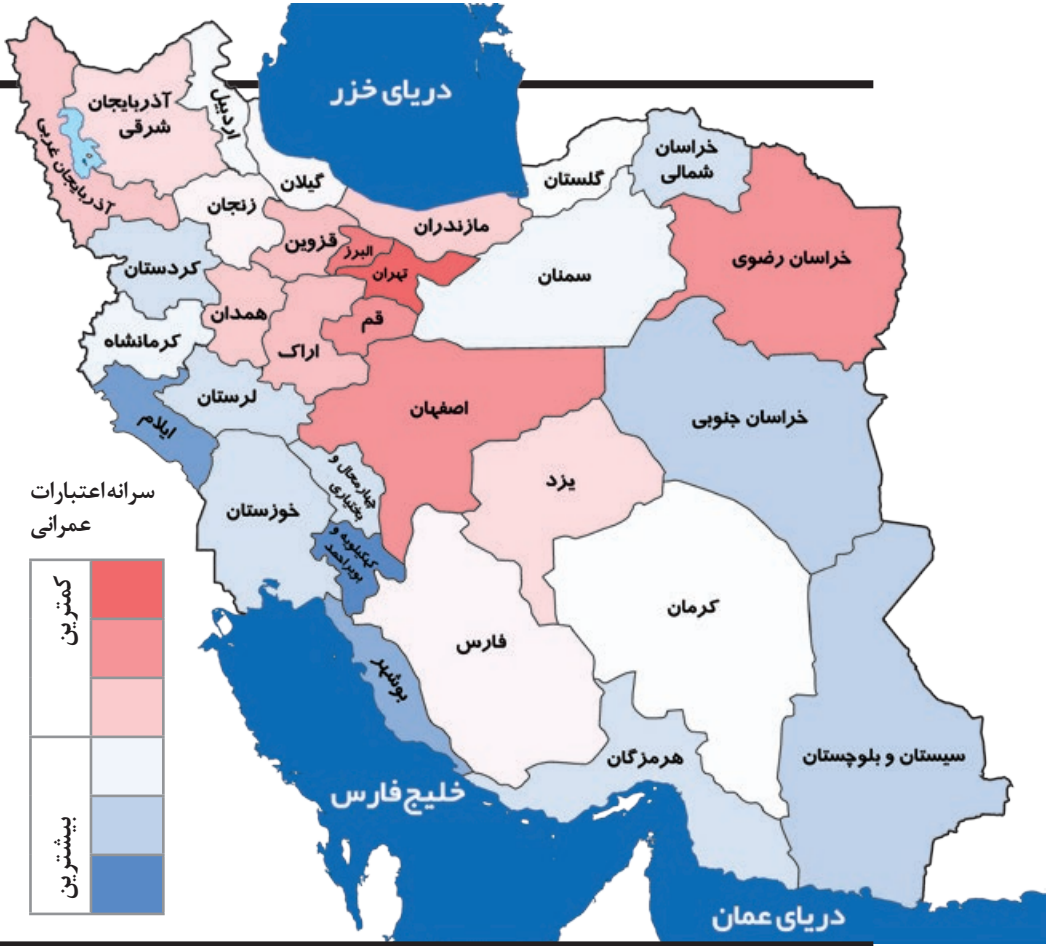 دریای خزر
آذربایجان
شرقی
اردبیل
آذربایجان غربی
گیلان
زنجان
گلستان
خراسان
شمالی
مازندران
قزوین
البرز
تهران
خراسان رضوی
سمنان
کردستان
همدان
قم
کرمانشاه
اراک
لرستان
اصفهان
خراسان جنوبی
ایلام
یزد
چهارمحال و
بختیاری
خوزستان
کهکیلویه و
بویراحمد
کرمان
فارس
بوشهر
هرمزگان
سیستان و بلوچستان
خلیج فارس
دریای عمان
سرانه اعتبارات
عمرانی
کمترین
بیشترین